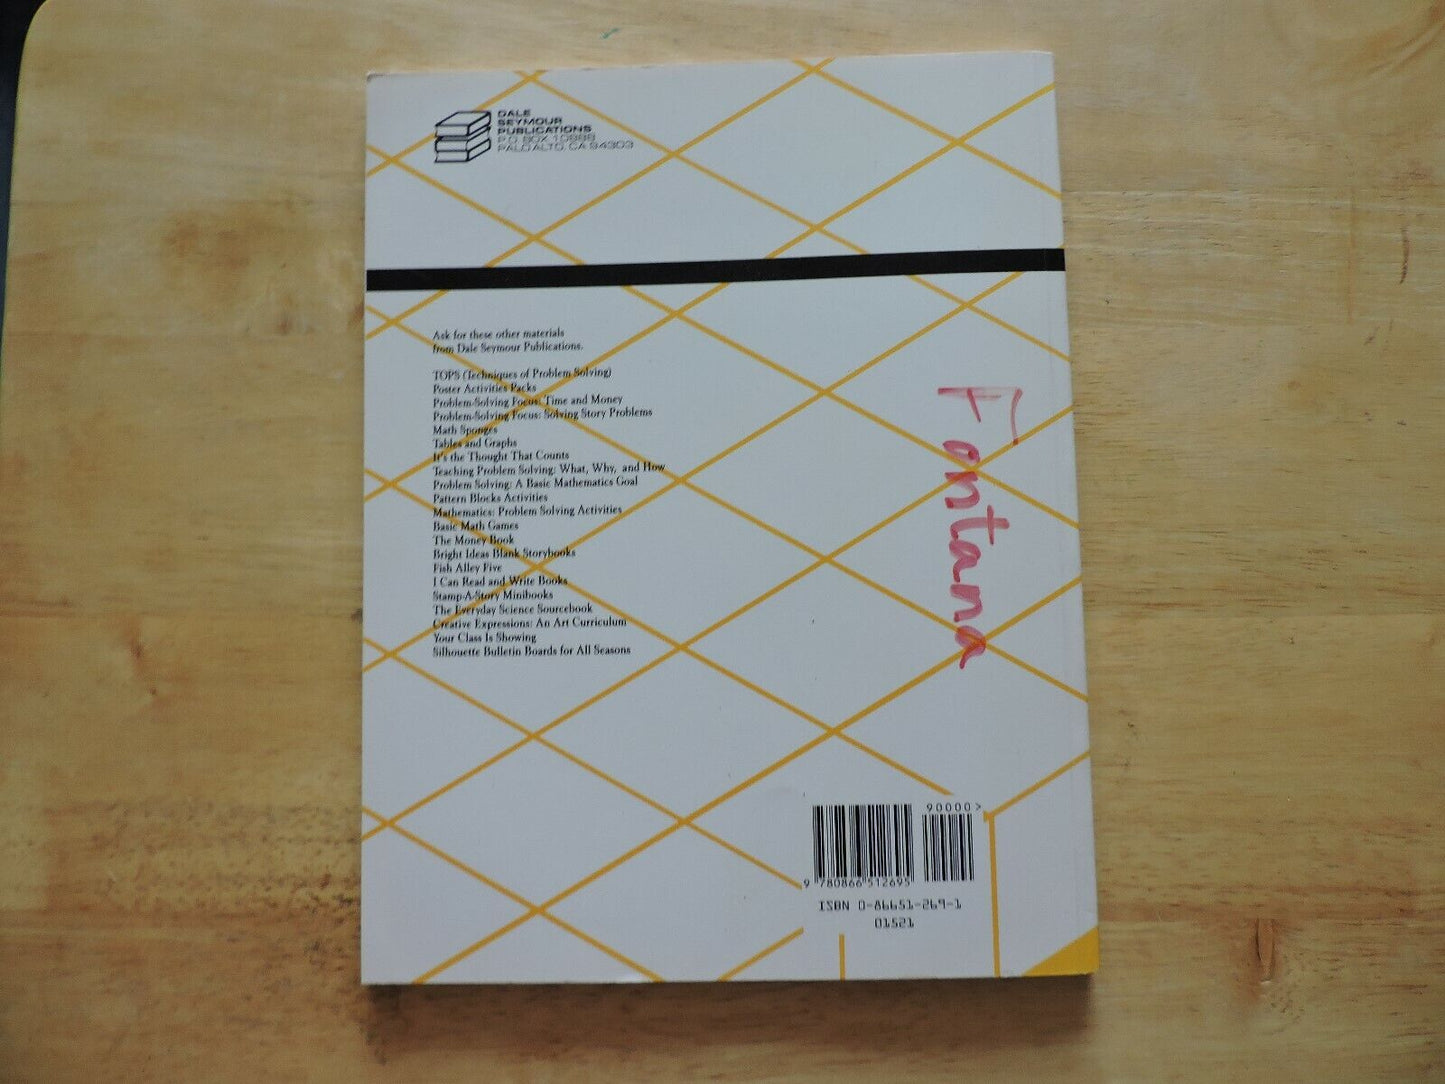 DALE
SEYMOUR
PUBLICATIONS
P.O. BOX 10888
PALO ALTO, CA 94303
Ask for these other materials
from Dale Seymour Publications.
TOPS (Techniques of Problem Solving)
Poster Activities Packs
Problem-Solving Focus: Time and Money
Problem-Solving Focus: Solving Story Problems
Math Sponges
Tables and Graphs
It's the Thought That Counts
Teaching Problem Solving: What, Why, and How
Problem Solving: A Basic Mathematics Goal
Pattern Blocks Activities
Mathematics: Problem Solving Activities
Basic Math Games
The Money Book
Bright Ideas Blank Storybooks
Fish Alley Five
I Can Read and Write Books
Stamp-A-Story Minibooks
The Everyday Science Sourcebook
Creative Expressions: An Art Curriculum
Your Class Is Showing
Silhouette Bulletin Boards for All Seasons
Fontana
90000>
9 780866 512695
ISBN 0-86651-269-1
01521